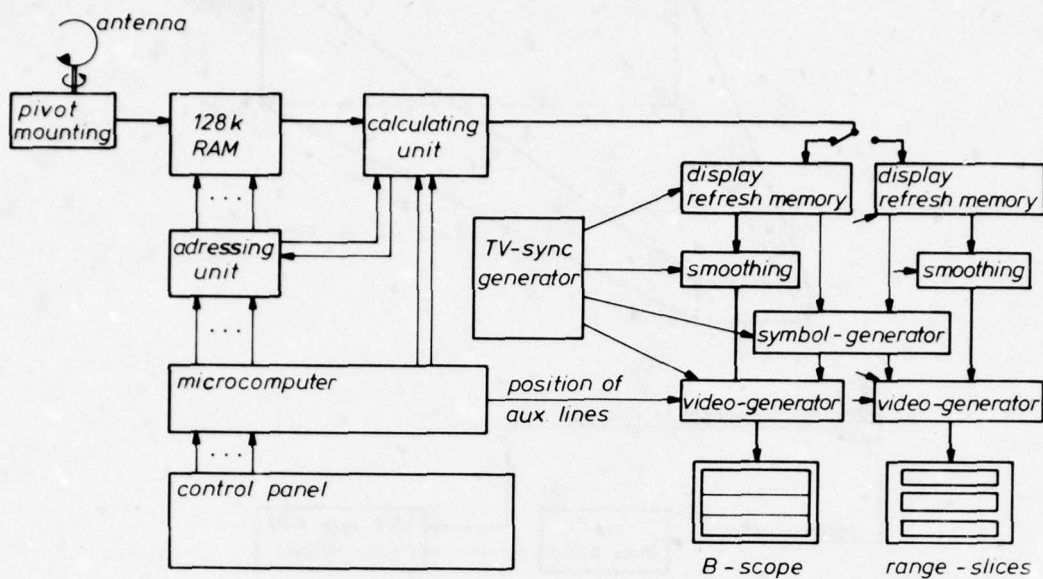 antenna
pivot
mounting
128k
RAM
calculating
unit
display
refresh memory
display
refresh memory
...
adressing
unit
TV-sync
generator
smoothing
smoothing
...
symbol-generator
microcomputer
position of
aux. lines
video-generator
video-generator
...
control panel
B-scope
range-slices